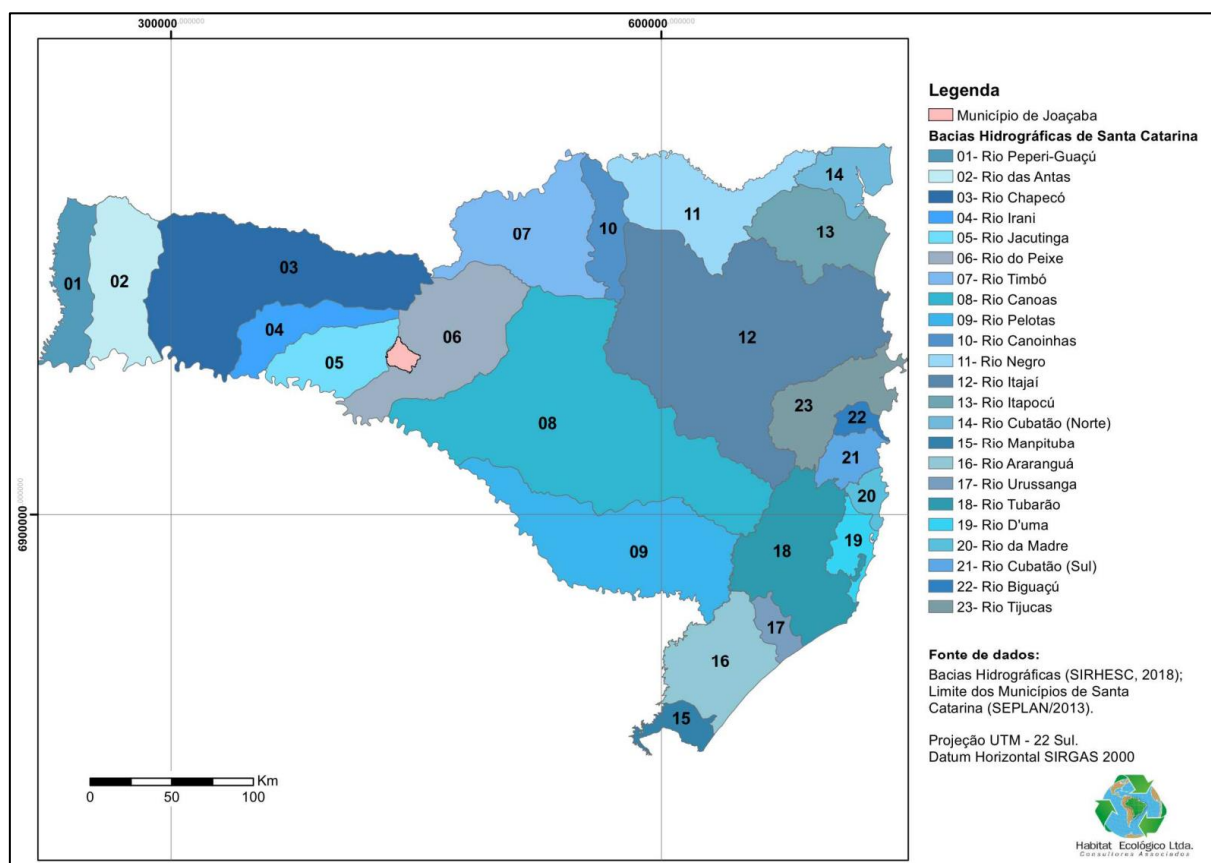 300000,000000
600000,000000
6900000,000000
Legenda
Município de Joaçaba
Bacias Hidrográficas de Santa Catarina
01- Rio Peperi-Guaçú
02- Rio das Antas
03- Rio Chapecó
04- Rio Irani
05- Rio Jacutinga
06- Rio do Peixe
07- Rio Timbó
08- Rio Canoas
09- Rio Pelotas
10- Rio Canoinhas
11- Rio Negro
12- Rio Itajaí
13- Rio Itapocú
14- Rio Cubatão (Norte)
15- Rio Manpituba
16- Rio Araranguá
17- Rio Urussanga
18- Rio Tubarão
19- Rio D'uma
20- Rio da Madre
21- Rio Cubatão (Sul)
22- Rio Biguaçú
23- Rio Tijucas
Fonte de dados:
Bacias Hidrográficas (SIRHESC, 2018);
Limite dos Municípios de Santa
Catarina (SEPLAN/2013).
Projeção UTM - 22 Sul.
Datum Horizontal SIRGAS 2000
Habitat Ecológico Ltda.
Consultores Associados
14
11
10
13
07
03
01
02
04
06
12
05
23
22
08
21
20
19
09
18
17
16
15
Km
0 50 100